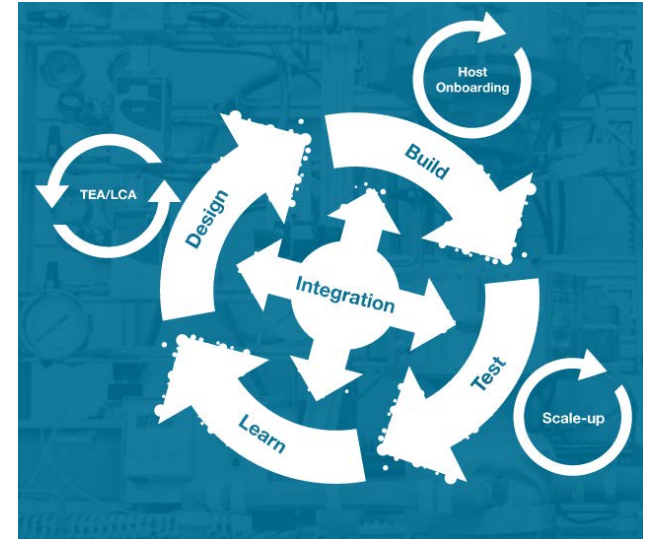 Host
Onboarding
Build
TEA/LCA
Design
Integration
Test
Scale-up
Learn